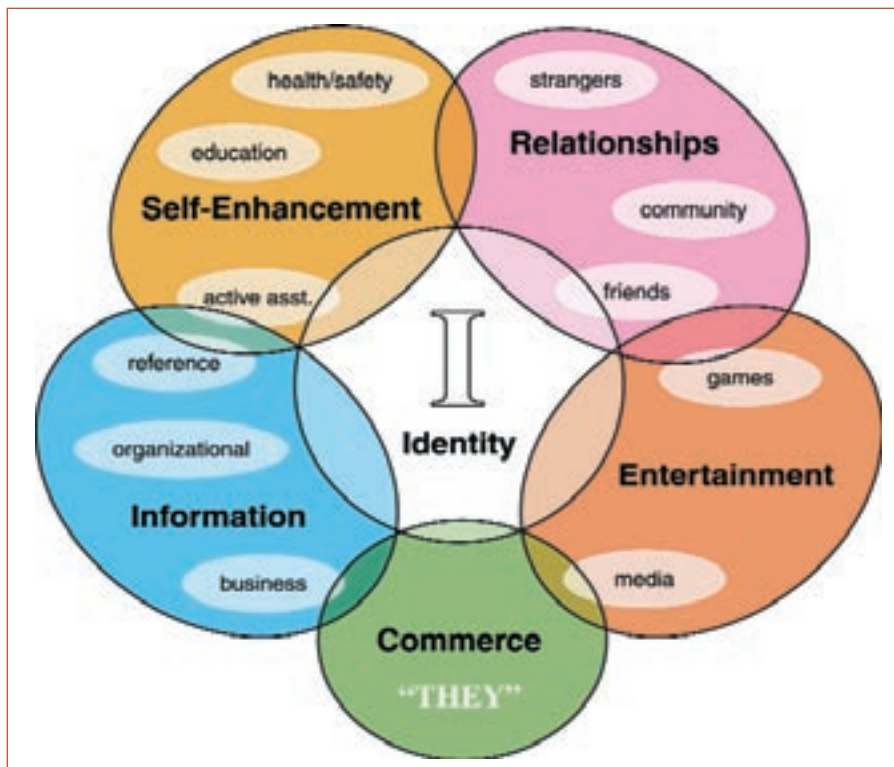 health/safety
education
Self-Enhancement
active asst.
strangers
Relationships
community
friends
I
Identity
reference
organizational
Information
business
games
Entertainment
media
Commerce
“THEY”